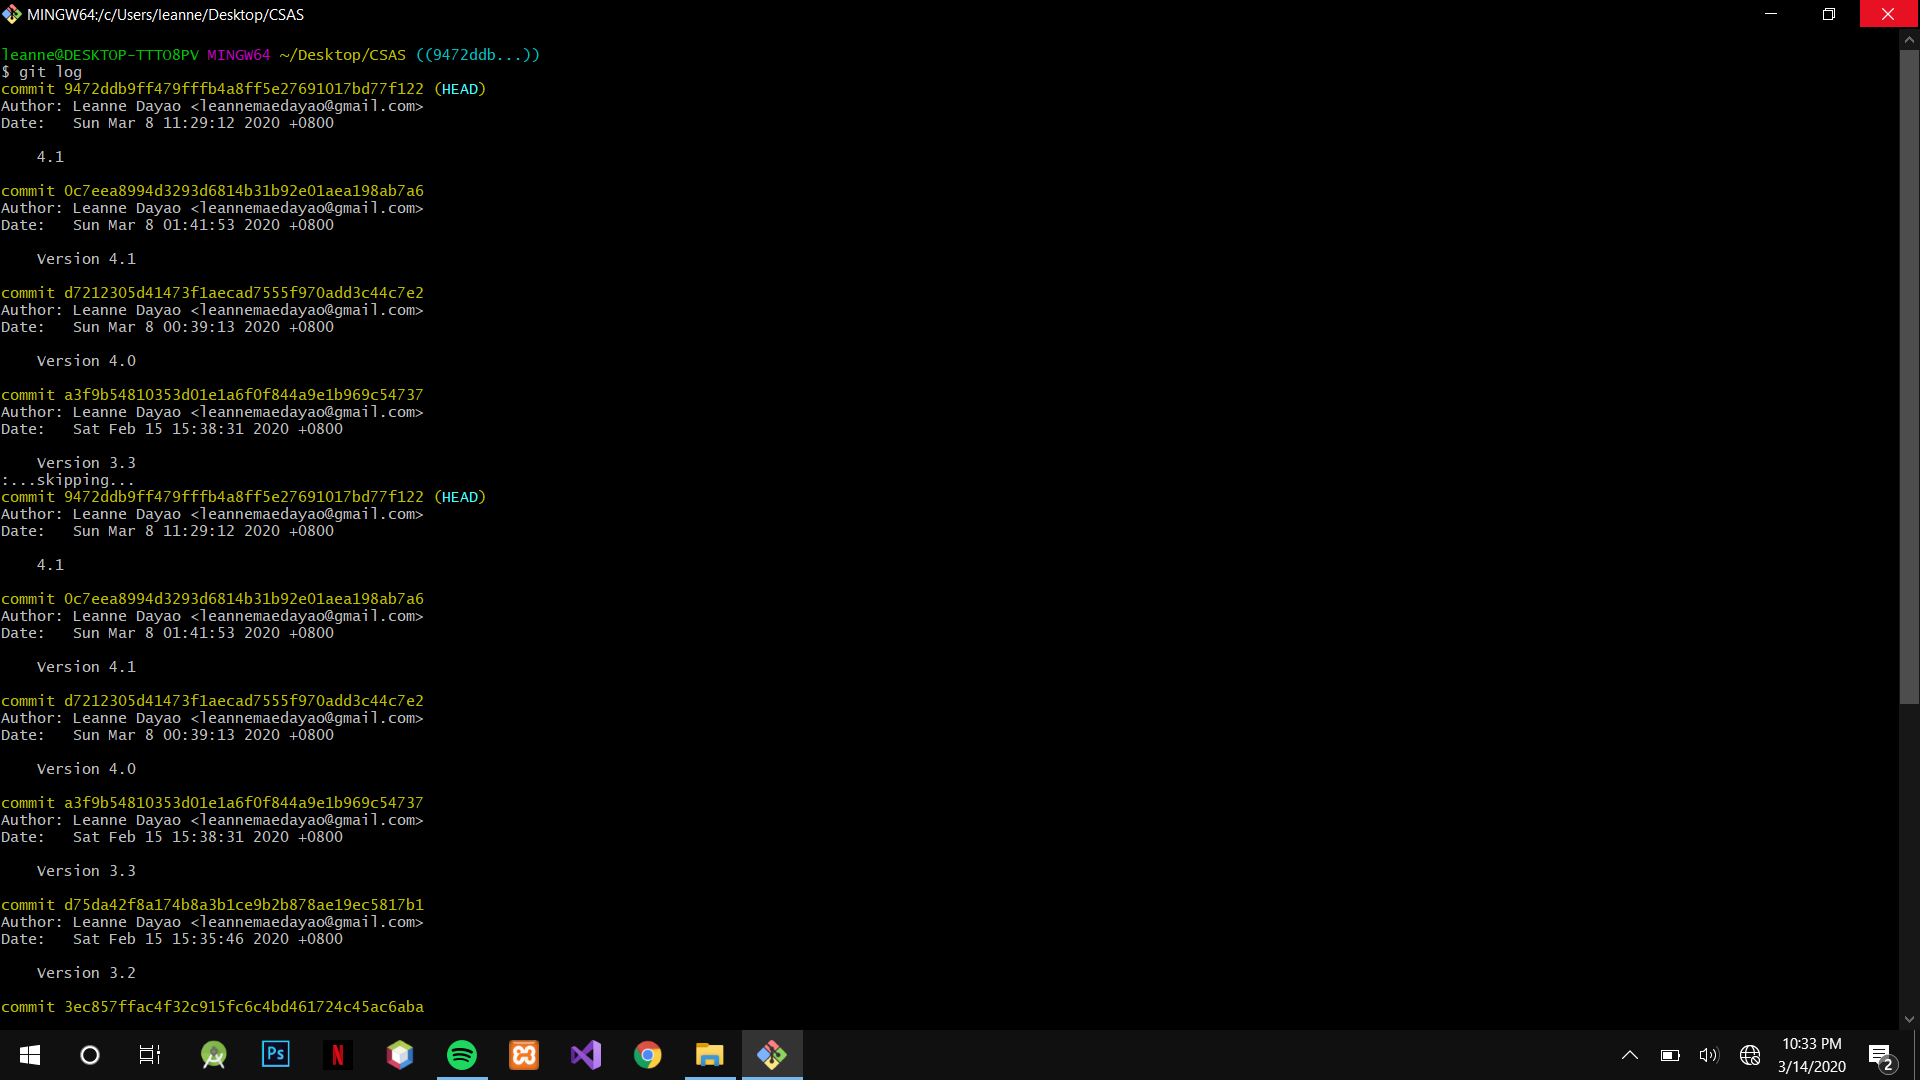 MINGW64:/c/Users/leanne/Desktop/CSAS
leanne@DESKTOP-TTTO8PV MINGW64 ~/Desktop/CSAS ((9472ddb...))
$ git log
commit 9472ddb9ff479fffb4a8ff5e27691017bd77f122 (HEAD)
Author: Leanne Dayao <leannemaedayao@gmail.com>
Date:   Sun Mar 8 11:29:12 2020 +0800
    4.1
commit 0c7eea8994d3293d6814b31b92e01aea198ab7a6
Author: Leanne Dayao <leannemaedayao@gmail.com>
Date:   Sun Mar 8 01:41:53 2020 +0800
    Version 4.1
commit d7212305d41473f1aecad7555f970add3c44c7e2
Author: Leanne Dayao <leannemaedayao@gmail.com>
Date:   Sun Mar 8 00:39:13 2020 +0800
    Version 4.0
commit a3f9b54810353d01e1a6f0f844a9e1b969c54737
Author: Leanne Dayao <leannemaedayao@gmail.com>
Date:   Sat Feb 15 15:38:31 2020 +0800
    Version 3.3
:...skipping...
commit 9472ddb9ff479fffb4a8ff5e27691017bd77f122 (HEAD)
Author: Leanne Dayao <leannemaedayao@gmail.com>
Date:   Sun Mar 8 11:29:12 2020 +0800
    4.1
commit 0c7eea8994d3293d6814b31b92e01aea198ab7a6
Author: Leanne Dayao <leannemaedayao@gmail.com>
Date:   Sun Mar 8 01:41:53 2020 +0800
    Version 4.1
commit d7212305d41473f1aecad7555f970add3c44c7e2
Author: Leanne Dayao <leannemaedayao@gmail.com>
Date:   Sun Mar 8 00:39:13 2020 +0800
    Version 4.0
commit a3f9b54810353d01e1a6f0f844a9e1b969c54737
Author: Leanne Dayao <leannemaedayao@gmail.com>
Date:   Sat Feb 15 15:38:31 2020 +0800
    Version 3.3
commit d75da42f8a174b8a3b1ce9b2b878ae19ec5817b1
Author: Leanne Dayao <leannemaedayao@gmail.com>
Date:   Sat Feb 15 15:35:46 2020 +0800
    Version 3.2
commit 3ec857ffac4f32c915fc6c4bd461724c45ac6aba
Ps
N
10:33 PM
3/14/2020
2